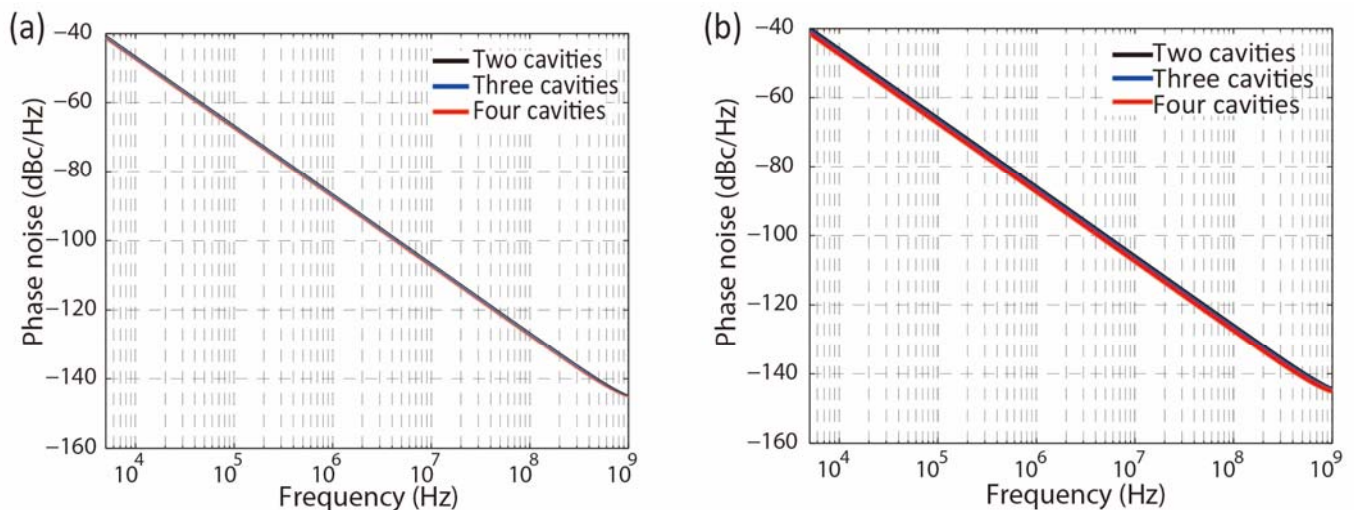 (a)
−40
−60
−80
−100
−120
−140
−160
Phase noise (dBc/Hz)
Two cavities
Three cavities
Four cavities
10^4 10^5 10^6 10^7 10^8 10^9
Frequency (Hz)
(b)
−40
−60
−80
−100
−120
−140
−160
Phase noise (dBc/Hz)
Two cavities
Three cavities
Four cavities
10^4 10^5 10^6 10^7 10^8 10^9
Frequency (Hz)